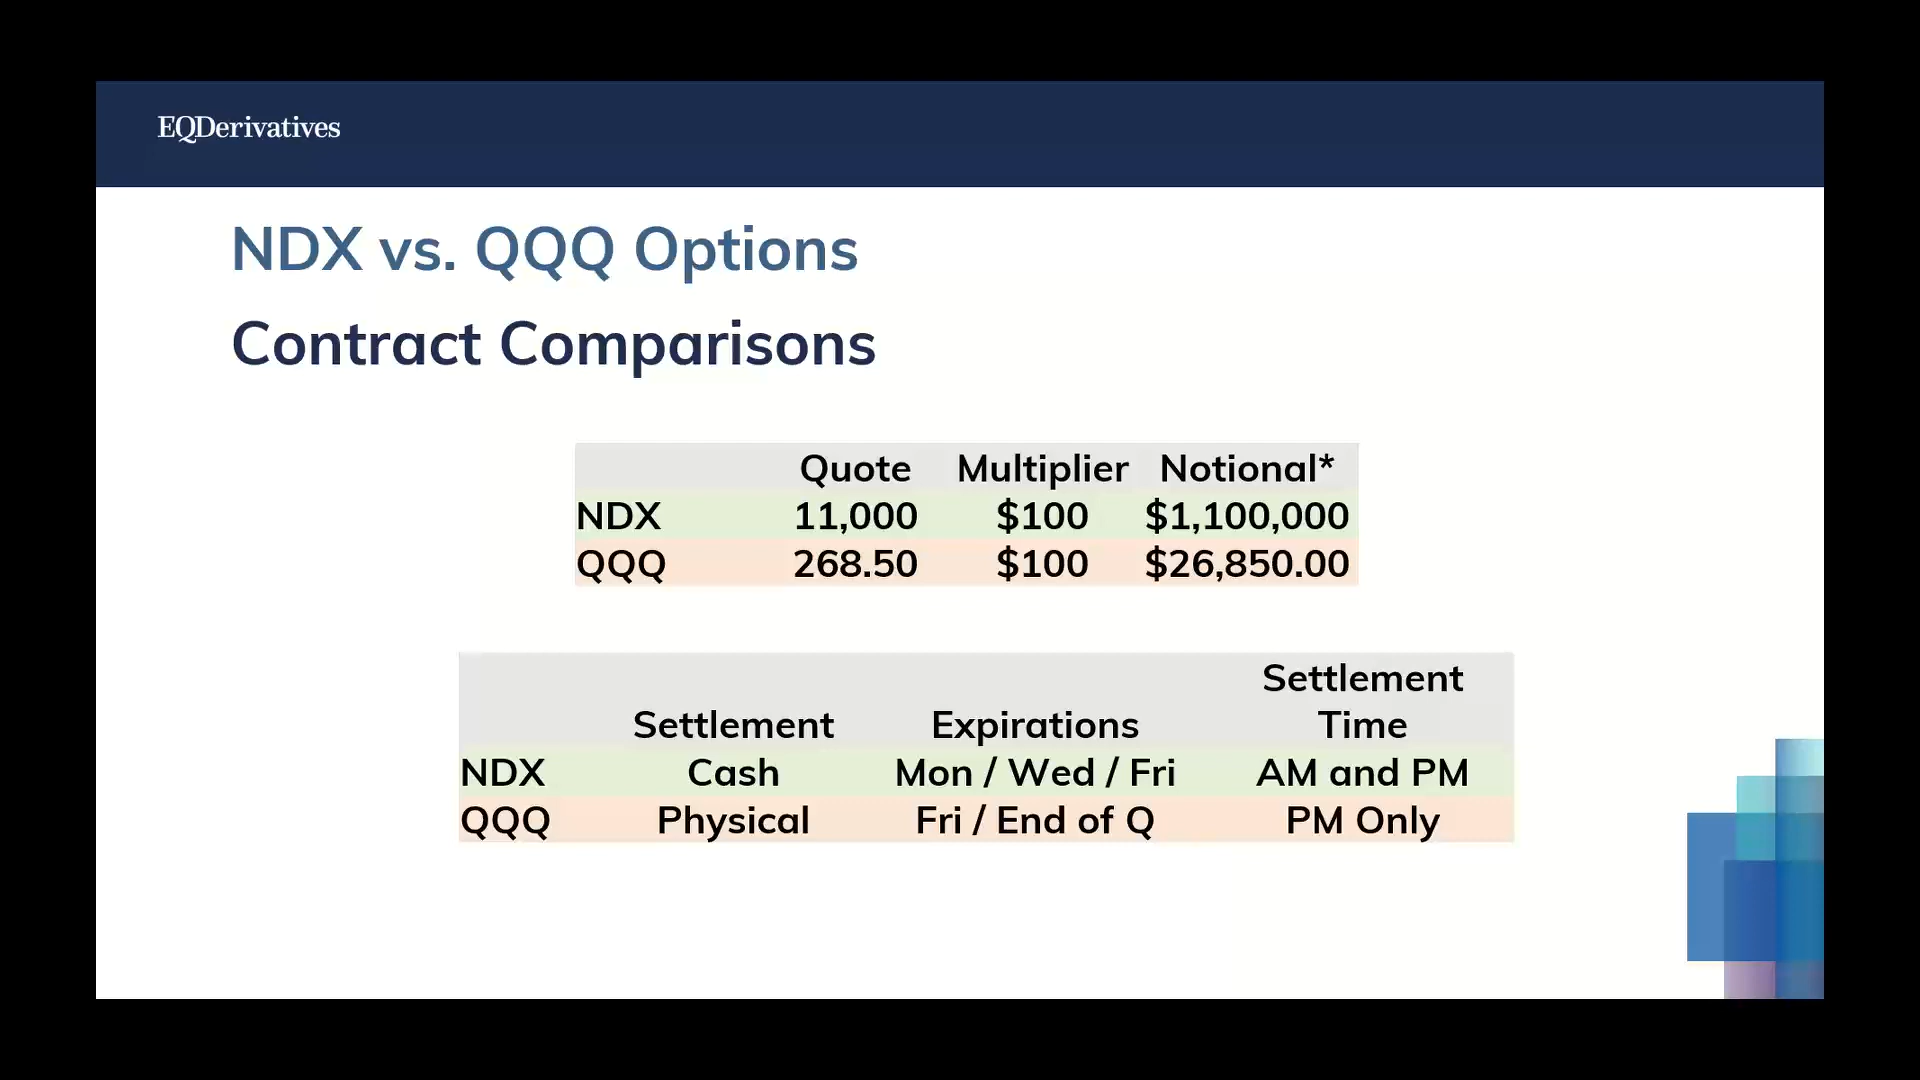 EQDerivatives
NDX vs. QQQ Options
Contract Comparisons
Quote Multiplier Notional*
NDX 11,000 $100 $1,100,000
QQQ 268.50 $100 $26,850.00
Settlement
Settlement Expirations Time
NDX Cash Mon / Wed / Fri AM and PM
QQQ Physical Fri / End of Q PM Only